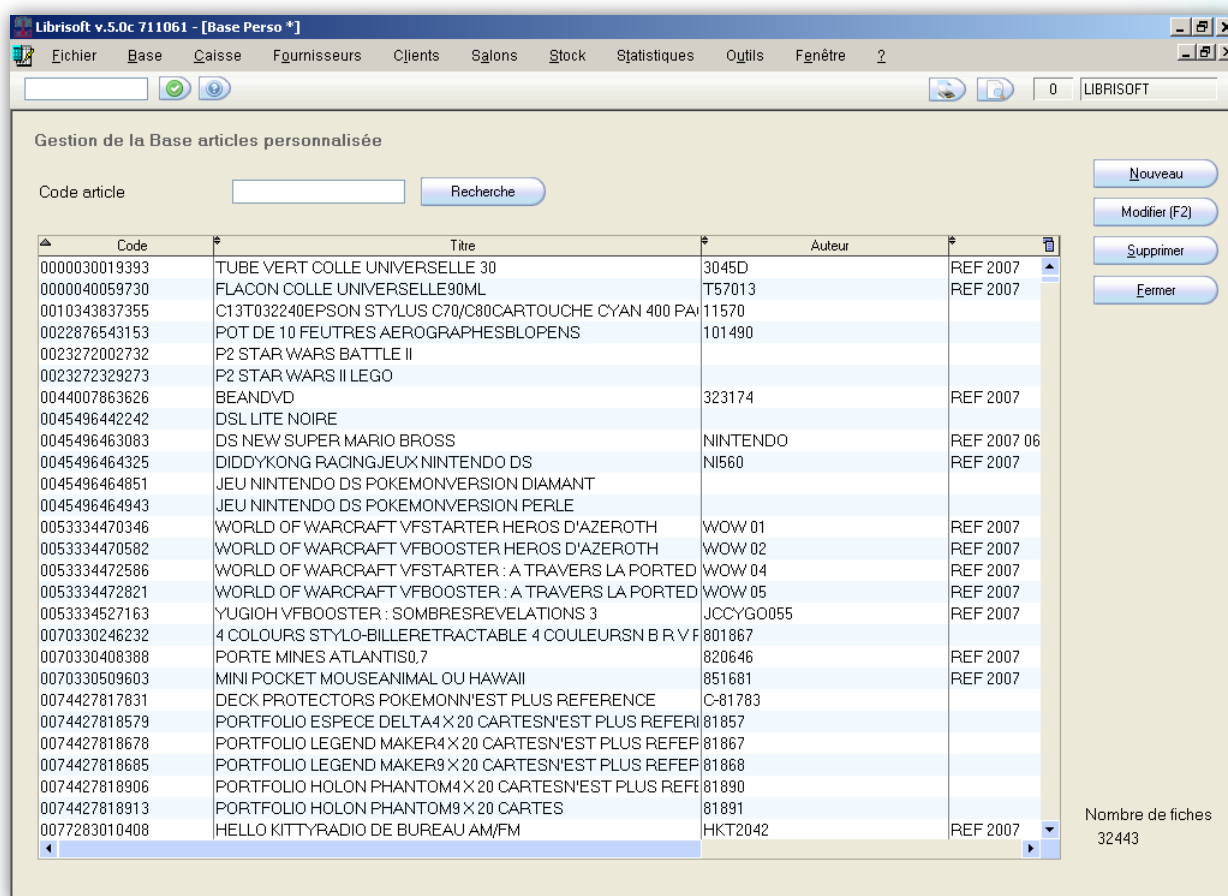 Librisoft v.5.0c 711061 - [Base Perso *]
Fichier Base Caisse Fournisseurs Clients Salons Stock Statistiques Outils Fenêtre ?
0 LIBRISOFT
Gestion de la Base articles personnalisée
Code article Recherche
Nouveau
Modifier (F2)
Supprimer
Fermer
Code Titre Auteur
0000030019393 TUBE VERT COLLE UNIVERSELLE 30 3045D REF 2007
0000040059730 FLACON COLLE UNIVERSELLE90ML T57013 REF 2007
0010343837355 C13T032240EPSON STYLUS C70/C80CARTOUCHE CYAN 400 PA 11570
0022876543153 POT DE 10 FEUTRES AEROGRAPHESBLOPENS 101490
0023272002732 P2 STAR WARS BATTLE II
0023272329273 P2 STAR WARS II LEGO
0044007863626 BEANDVD 323174 REF 2007
0045496442242 DSL LITE NOIRE
0045496463083 DS NEW SUPER MARIO BROSS NINTENDO REF 2007 06
0045496464325 DIDDYKONG RACINGJEUX NINTENDO DS NI560 REF 2007
0045496464851 JEU NINTENDO DS POKEMONVERSION DIAMANT
0045496464943 JEU NINTENDO DS POKEMONVERSION PERLE
0053334470346 WORLD OF WARCRAFT VFSTARTER HEROS D'AZEROTH WOW 01 REF 2007
0053334470582 WORLD OF WARCRAFT VFBOOSTER HEROS D'AZEROTH WOW 02 REF 2007
0053334472586 WORLD OF WARCRAFT VFSTARTER : A TRAVERS LA PORTED WOW 04 REF 2007
0053334472821 WORLD OF WARCRAFT VFBOOSTER : A TRAVERS LA PORTED WOW 05 REF 2007
0053334527163 YUGIOH VFBOOSTER : SOMBRESREVELATIONS 3 JCCYGO055 REF 2007
0070330246232 4 COLOURS STYLO-BILLERETRACTABLE 4 COULEURSN B R V 801867
0070330408388 PORTE MINES ATLANTIS0,7 820646 REF 2007
0070330509603 MINI POCKET MOUSEANIMAL OU HAWAII 851681 REF 2007
0074427817831 DECK PROTECTORS POKEMONN'EST PLUS REFERENCE C-81783
0074427818579 PORTFOLIO ESPECE DELTA4 X 20 CARTESN'EST PLUS REFER 81857
0074427818678 PORTFOLIO LEGEND MAKER4 X 20 CARTESN'EST PLUS REFE 81867
0074427818685 PORTFOLIO LEGEND MAKER9 X 20 CARTESN'EST PLUS REFE 81868
0074427818906 PORTFOLIO HOLON PHANTOM4 X 20 CARTESN'EST PLUS REF 81890
0074427818913 PORTFOLIO HOLON PHANTOM9 X 20 CARTES 81891
0077283010408 HELLO KITTYRADIO DE BUREAU AM/FM HKT2042 REF 2007
Nombre de fiches
32443